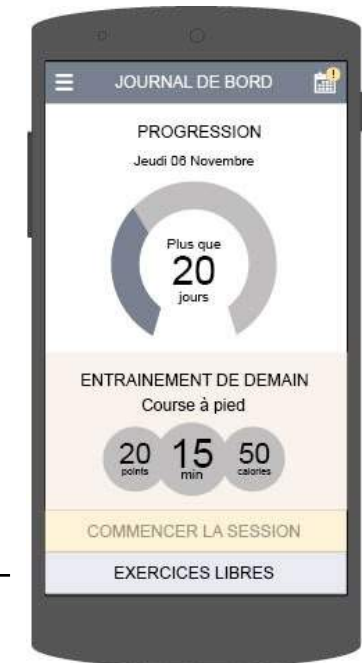 JOURNAL DE BORD
!
PROGRESSION
Jeudi 06 Novembre
Plus que
20
jours
ENTRAINEMENT DE DEMAIN
Course à pied
20 15 50
points min calories
COMMENCER LA SESSION
EXERCICES LIBRES